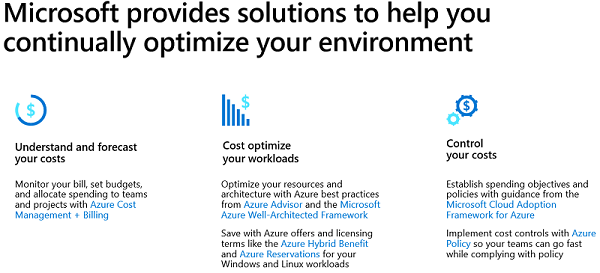 Microsoft provides solutions to help you
continually optimize your environment
$
Understand and forecast
your costs
Monitor your bill, set budgets,
and allocate spending to teams
and projects with Azure Cost
Management + Billing
$
Cost optimize
your workloads
Optimize your resources and
architecture with Azure best practices
from Azure Advisor and the Microsoft
Azure Well-Architected Framework
Save with Azure offers and licensing
terms like the Azure Hybrid Benefit
and Azure Reservations for your
Windows and Linux workloads
$
Control
your costs
Establish spending objectives and
policies with guidance from the
Microsoft Cloud Adoption
Framework for Azure
Implement cost controls with Azure
Policy so your teams can go fast
while complying with policy